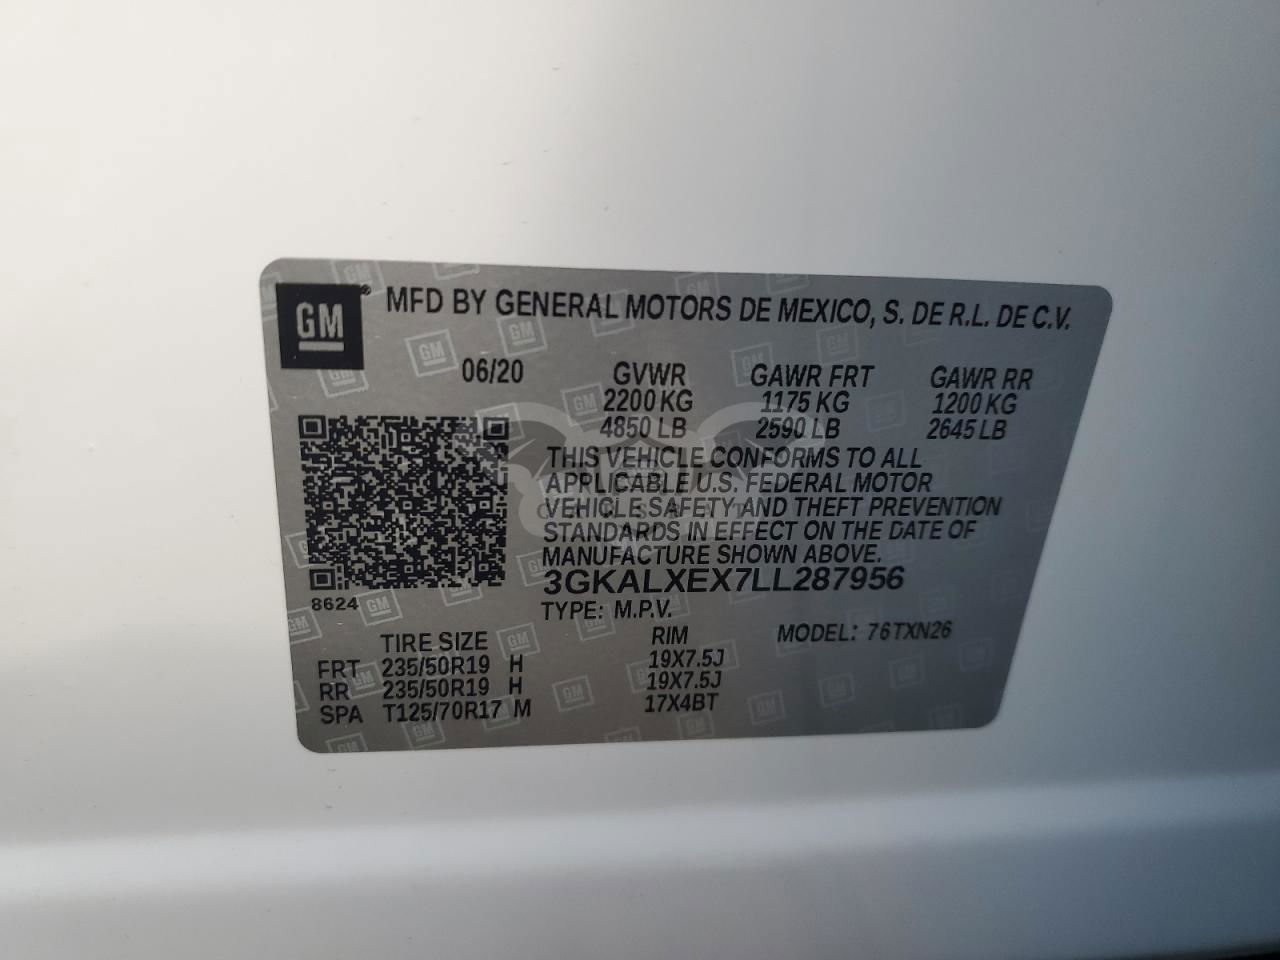 GM ® MFD BY GENERAL MOTORS DE MEXICO, S. DE R.L. DE C.V.
06/20 GVWR GAWR FRT GAWR RR
2200 KG 1175 KG 1200 KG
4850 LB 2590 LB 2645 LB
THIS VEHICLE CONFORMS TO ALL
APPLICABLE U.S. FEDERAL MOTOR
VEHICLE SAFETY AND THEFT PREVENTION
STANDARDS IN EFFECT ON THE DATE OF
MANUFACTURE SHOWN ABOVE.
3GKALXEX7LL287956
8624 TYPE: M.P.V.
TIRE SIZE RIM MODEL: 76TXN26
FRT 235/50R19 H 19X7.5J
RR 235/50R19 H 19X7.5J
SPA T125/70R17 M 17X4BT